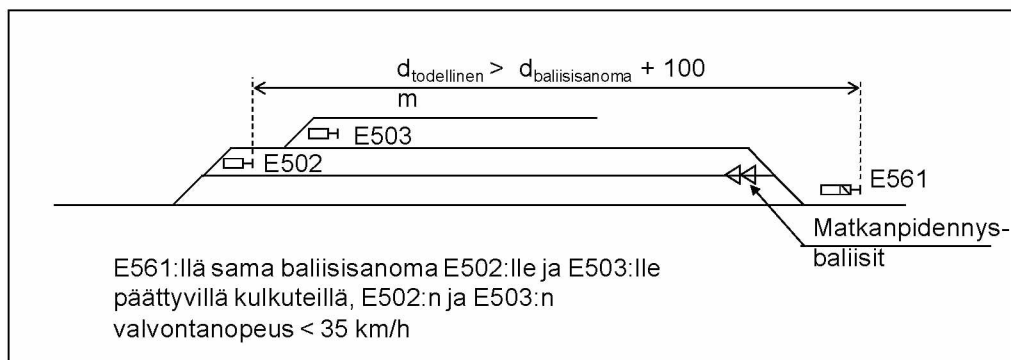 d_todellinen > d_baliisisanoma + 100
m
E503
E502
E561
Matkanpidennys-
baliisit
E561:llä sama baliisisanoma E502:lle ja E503:lle
päättyvillä kulkuteillä, E502:n ja E503:n
valvontanopeus < 35 km/h